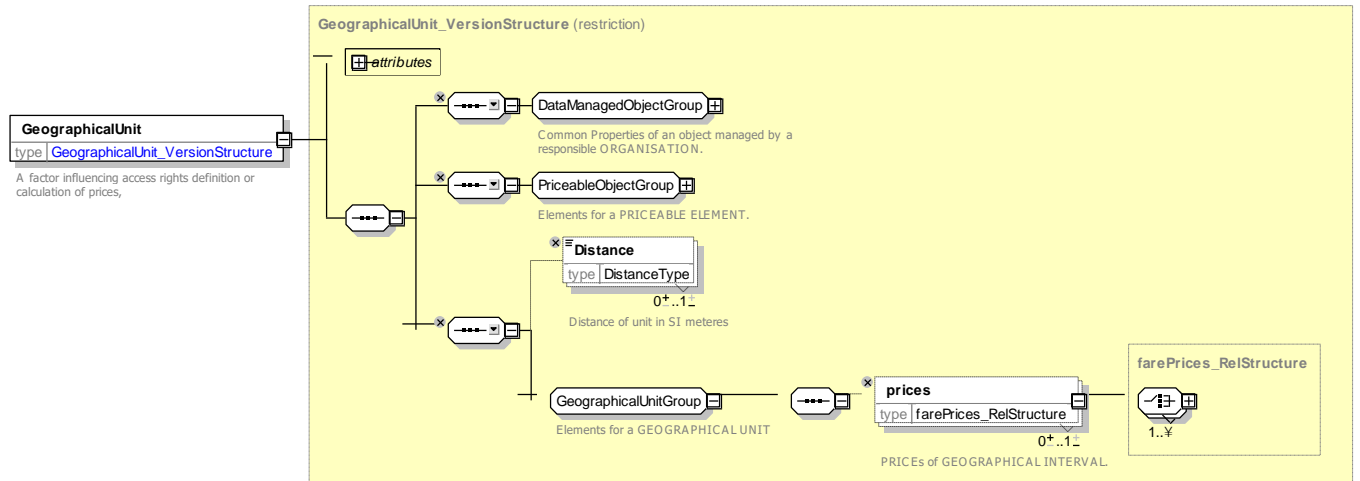 GeographicalUnit_VersionStructure (restriction)
attributes
DataManagedObjectGroup
Common Properties of an object managed by a
responsible ORGANISATION.
GeographicalUnit
type GeographicalUnit_VersionStructure
A factor influencing access rights definition or
calculation of prices,
PriceableObjectGroup
Elements for a PRICEABLE ELEMENT.
Distance
type DistanceType
0±..1±
Distance of unit in SI meteres
farePrices_RelStructure
prices
type farePrices_RelStructure
GeographicalUnitGroup
Elements for a GEOGRAPHICAL UNIT
1..¥
0±..1±
PRICEs of GEOGRAPHICAL INTERVAL.